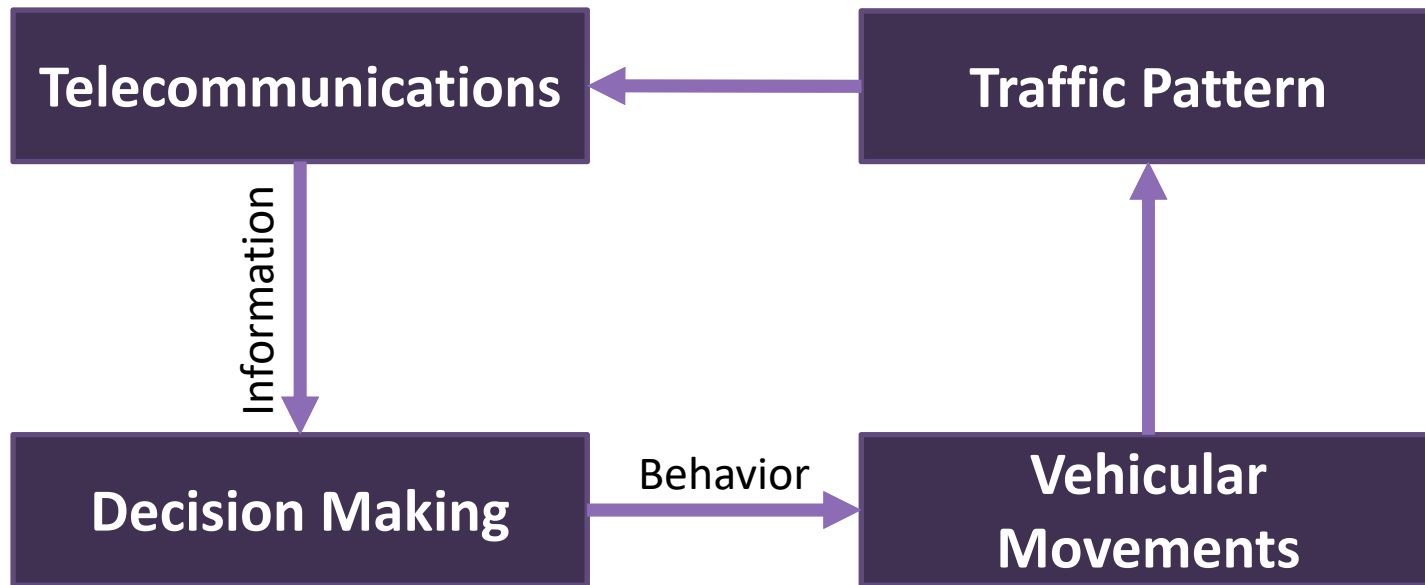 Telecommunications
Traffic Pattern
Information
Decision Making
Behavior
Vehicular
Movements